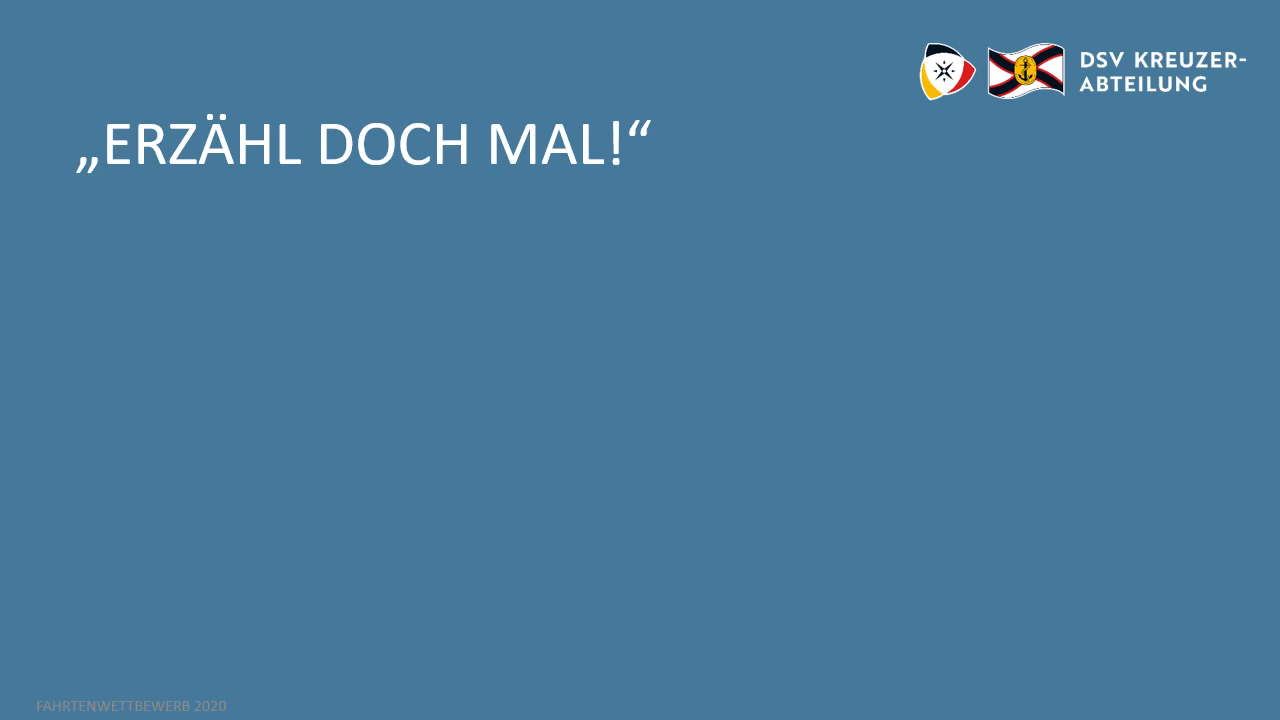 DSV KREUZER-
ABTEILUNG
„ERZÄHL DOCH MAL!“
FAHRTENWETTBEWERB 2020